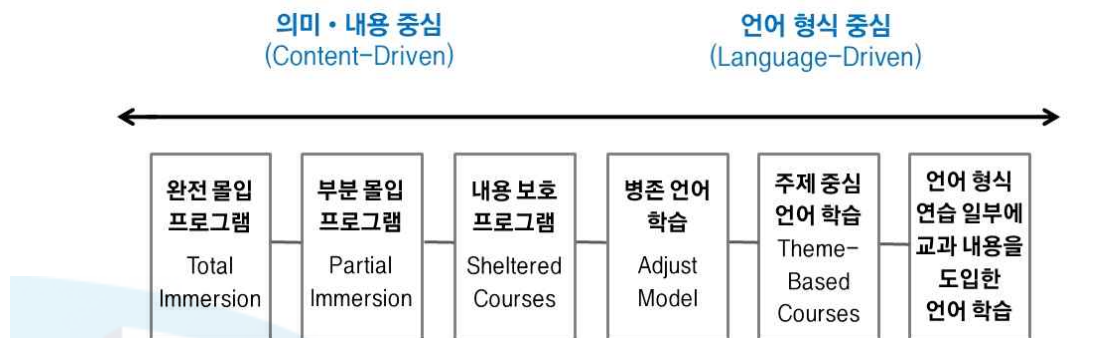 의미・내용 중심
(Content-Driven)
언어 형식 중심
(Language-Driven)
완전 몰입
프로그램
Total
Immersion
부분 몰입
프로그램
Partial
Immersion
내용 보호
프로그램
Sheltered
Courses
병존 언어
학습
Adjust
Model
주제 중심
언어 학습
Theme-
Based
Courses
언어 형식
연습 일부에
교과 내용을
도입한
언어 학습